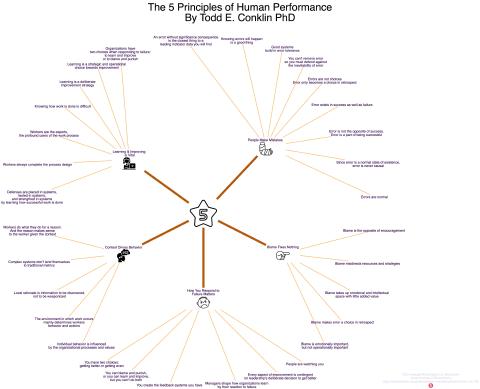 The 5 Principles of Human Performance
By Todd E. Conklin PhD
An error without significance consequence
is the closest thing to a
leading indicator data you will find
Knowing errors will happen
is a good thing
Good systems
build in error tolerance
You can't remove error
so you must defend against
the inevitability of error
Errors are not choices
Error only becomes a choice in retrospect
Error exists in success as well as failure
Error is not the opposite of success,
Error is a part of being successful
Since error is a normal state of existence,
error is never causal
Errors are normal
People Make Mistakes
Organizations have
two choices when responding to failure:
to learn and improve
or to blame and punish
Learning is a strategic and operational
choice towards improvement
Learning is a deliberate
improvement strategy
Knowing how work is done is difficult
Workers are the experts,
the profound users of the work process
Workers always complete the process design
Defenses are placed in systems,
tested in systems,
and strengthen in systems
by learning how successful work is done
Learning & Improving
is Vital
5
Workers do what they do for a reason.
And the reason makes sense
to the worker given the context
Complex systems don't lend themselves
to traditional metrics
Local rationale is information to be discovered
not to be weaponized
The environment in which work occurs
mainly determines workers
behavior and actions
Individual behavior is influenced
by the organizational processes and values
Context Drives Behavior
Blame Fixes Nothing
Blame is the opposite of encouragement
Blame misdirects resources and strategies
Blame takes up emotional and intellectual
space with little added value
Blame makes error a choice in retrospect
Blame is emotionally important,
but not operationally important
How You Respond to
Failure Matters
You have two choices:
getting better or getting even
You can blame and punish,
or you can learn and improve,
but you can't do both
You create the feedback systems you have
Managers shape how organizations learn
by their reaction to failure
Every aspect of improvement is contingent
on leadership's deliberate decision to get better
People are watching you